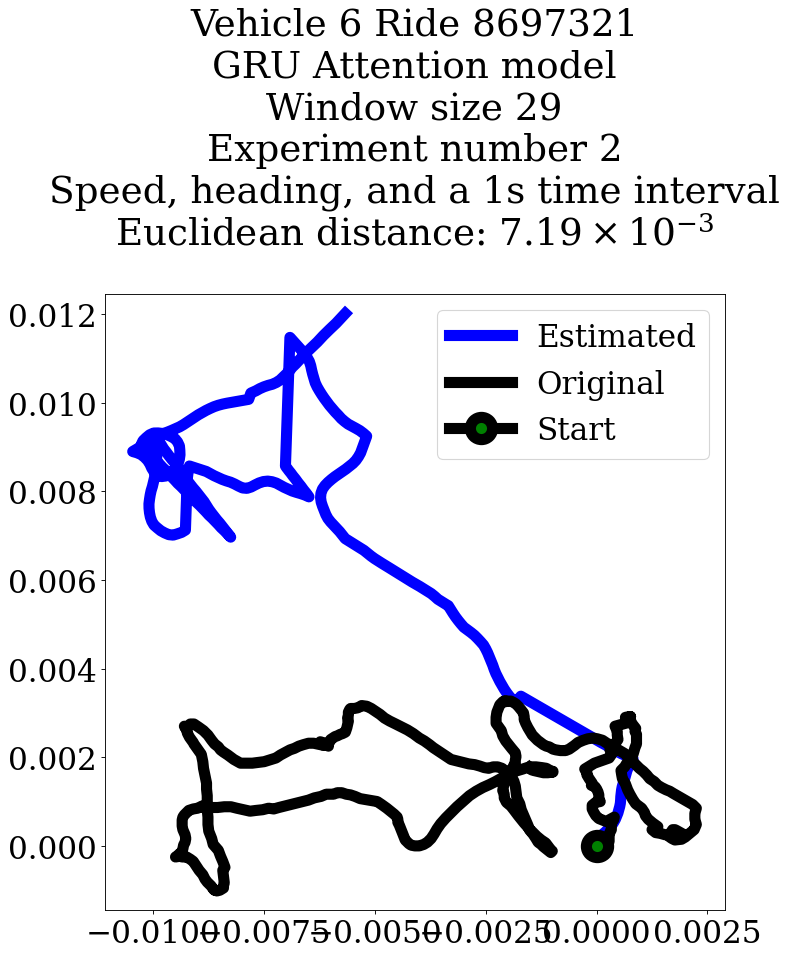 Vehicle 6 Ride 8697321
GRU Attention model
Window size 29
Experiment number 2
Speed, heading, and a 1s time interval
Euclidean distance: 7.19 × 10⁻³
Estimated
Original
Start
0.012
0.010
0.008
0.006
0.004
0.002
0.000
−0.010 −0.0075 −0.005 −0.0025 0.0000 0.0025